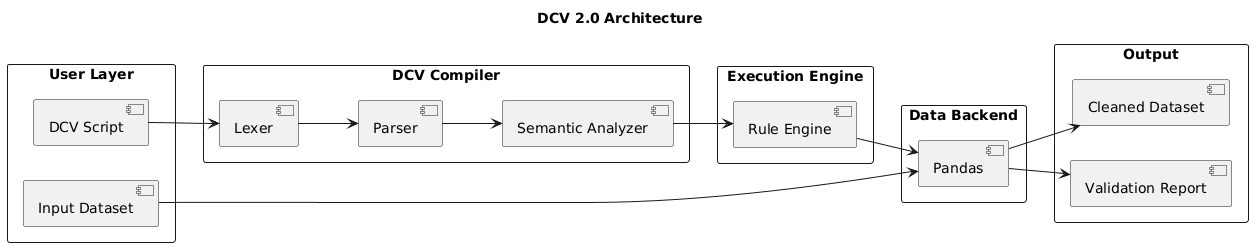 DCV 2.0 Architecture
User Layer
DCV Script
Input Dataset
DCV Compiler
Lexer
Parser
Semantic Analyzer
Execution Engine
Rule Engine
Data Backend
Pandas
Output
Cleaned Dataset
Validation Report